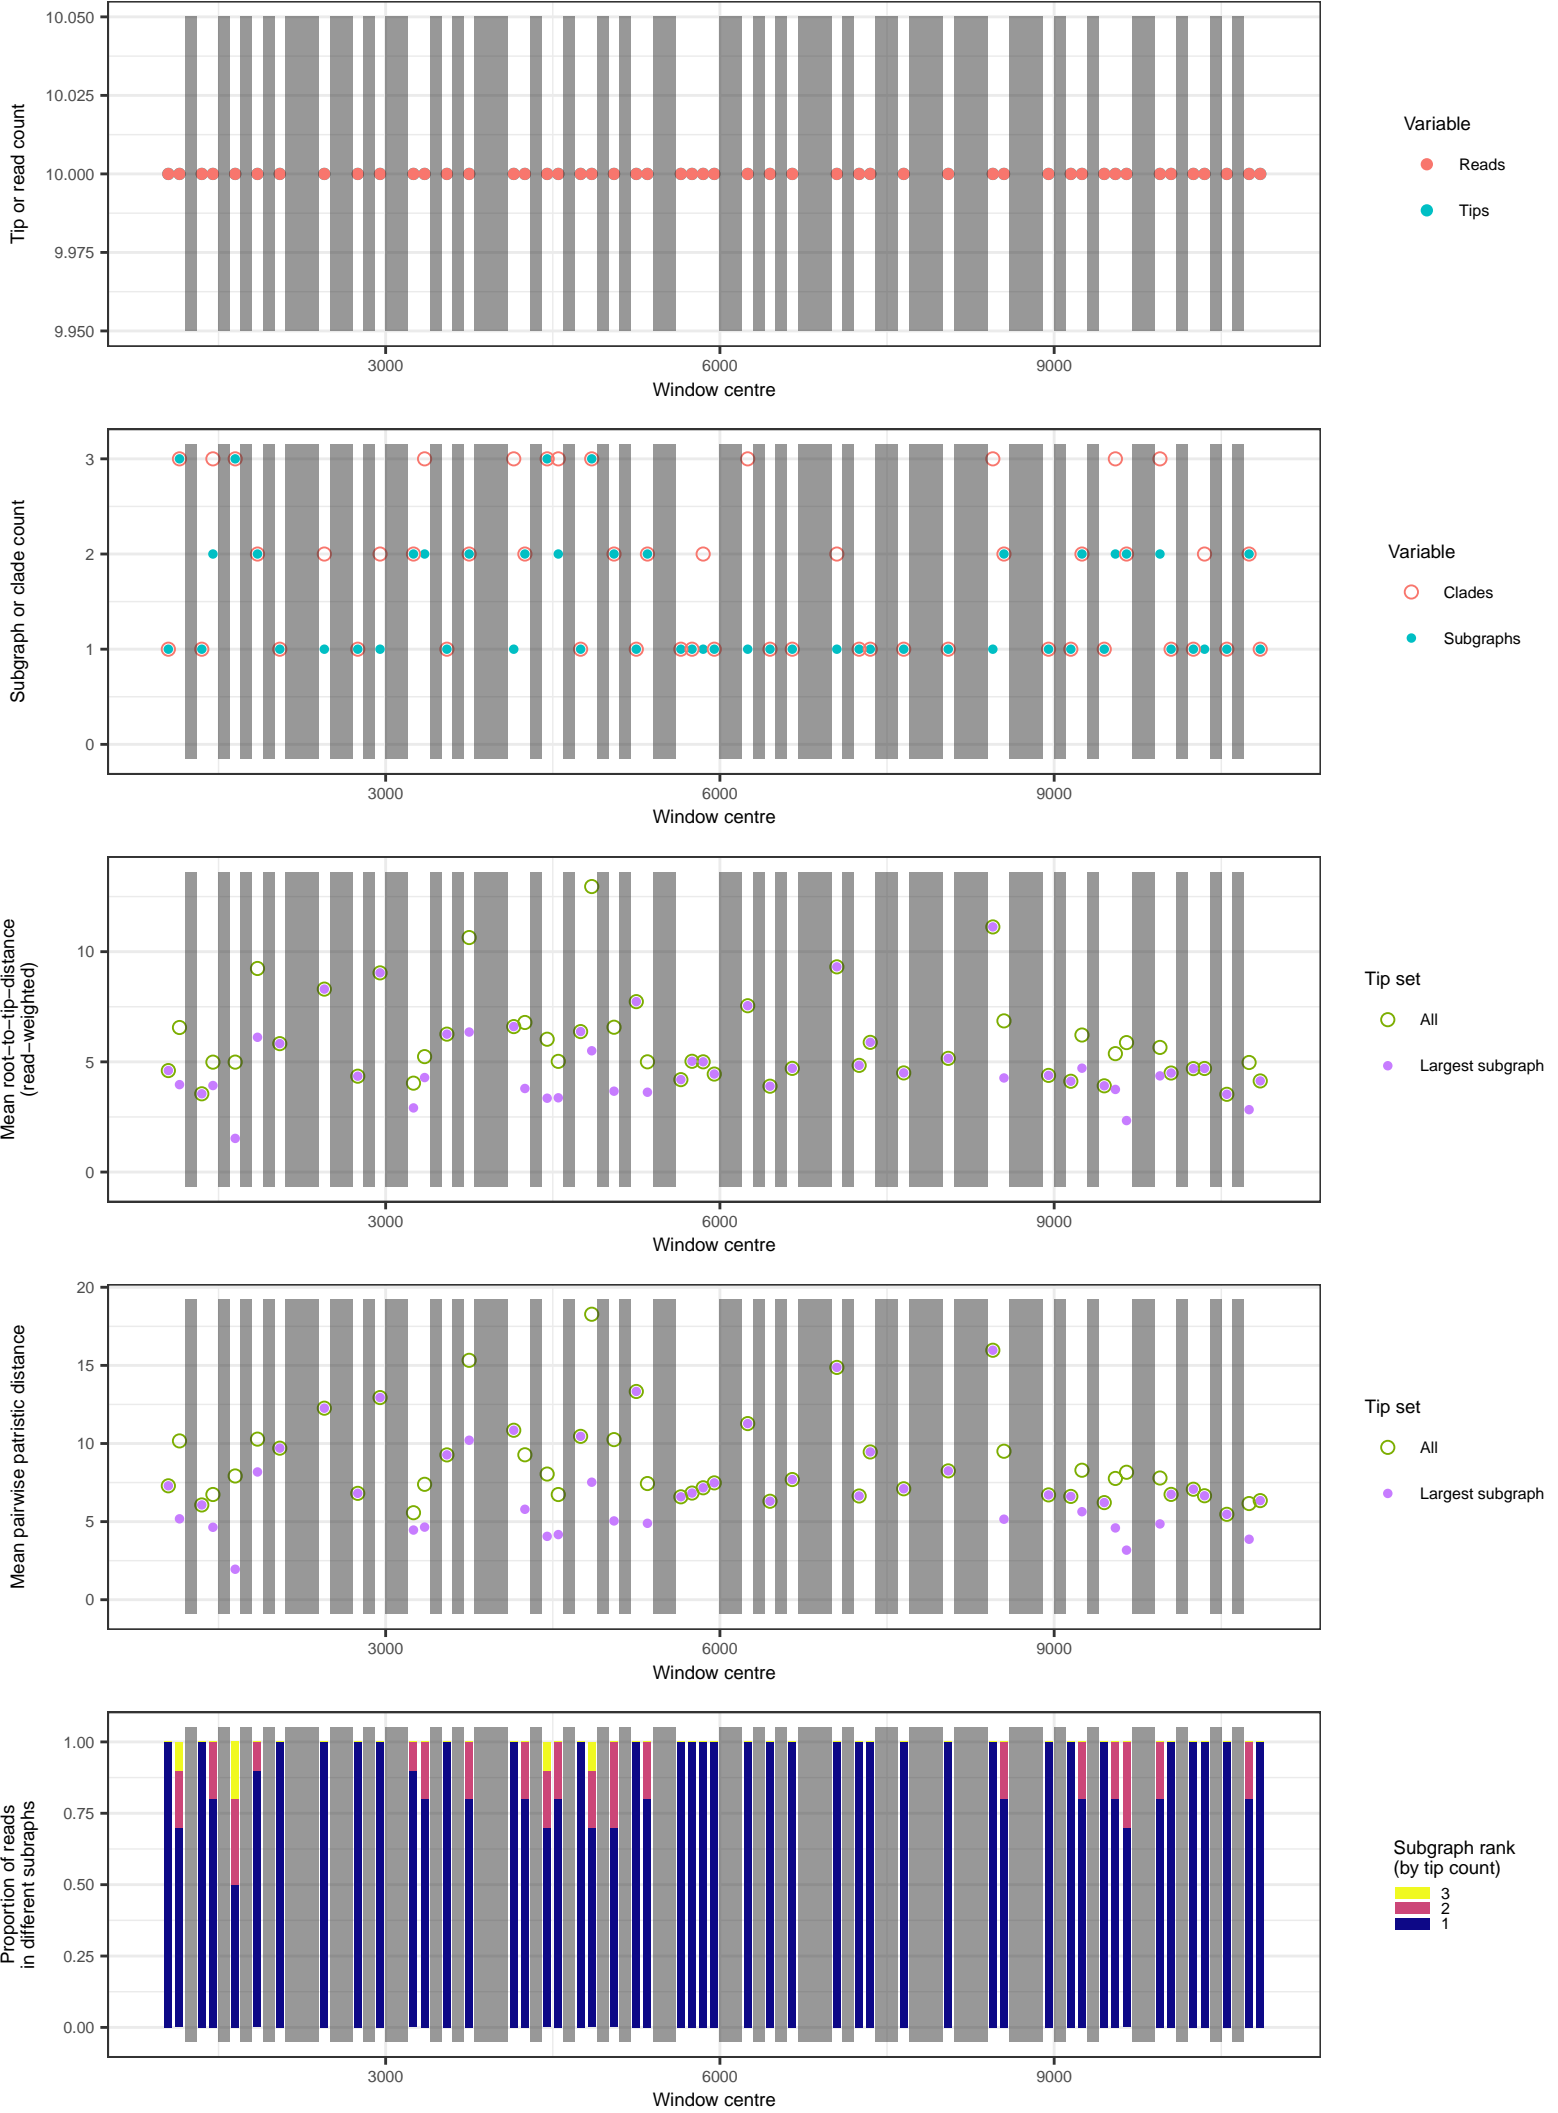 10.050
10.025
10.000
9.975
9.950
Tip or read count
3000
6000
9000
Window centre
Variable
Reads
Tips
3
2
1
0
Subgraph or clade count
3000
6000
9000
Window centre
Variable
Clades
Subgraphs
10
5
0
Mean root−to−tip−distance
(read−weighted)
3000
6000
9000
Window centre
Tip set
All
Largest subgraph
20
15
10
5
0
Mean pairwise patristic distance
3000
6000
9000
Window centre
Tip set
All
Largest subgraph
1.00
0.75
0.50
0.25
0.00
Proportion of reads
in different subraphs
3000
6000
9000
Window centre
Subgraph rank
(by tip count)
3
2
1